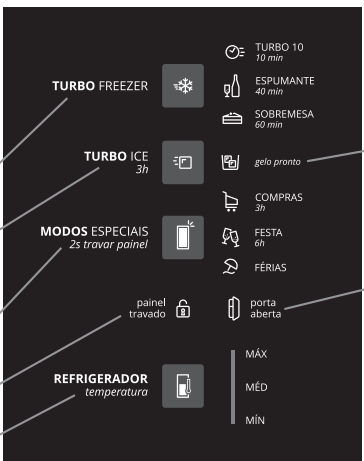 TURBO 10
10 min
TURBO FREEZER
ESPUMANTE
40 min
SOBREMESA
60 min
TURBO ICE
3h
gelo pronto
COMPRAS
3h
MODOS ESPECIAIS
2s travar painel
FESTA
6h
FÉRIAS
painel
travado
porta
aberta
REFRIGERADOR
temperatura
MÁX
MÉD
MÍN